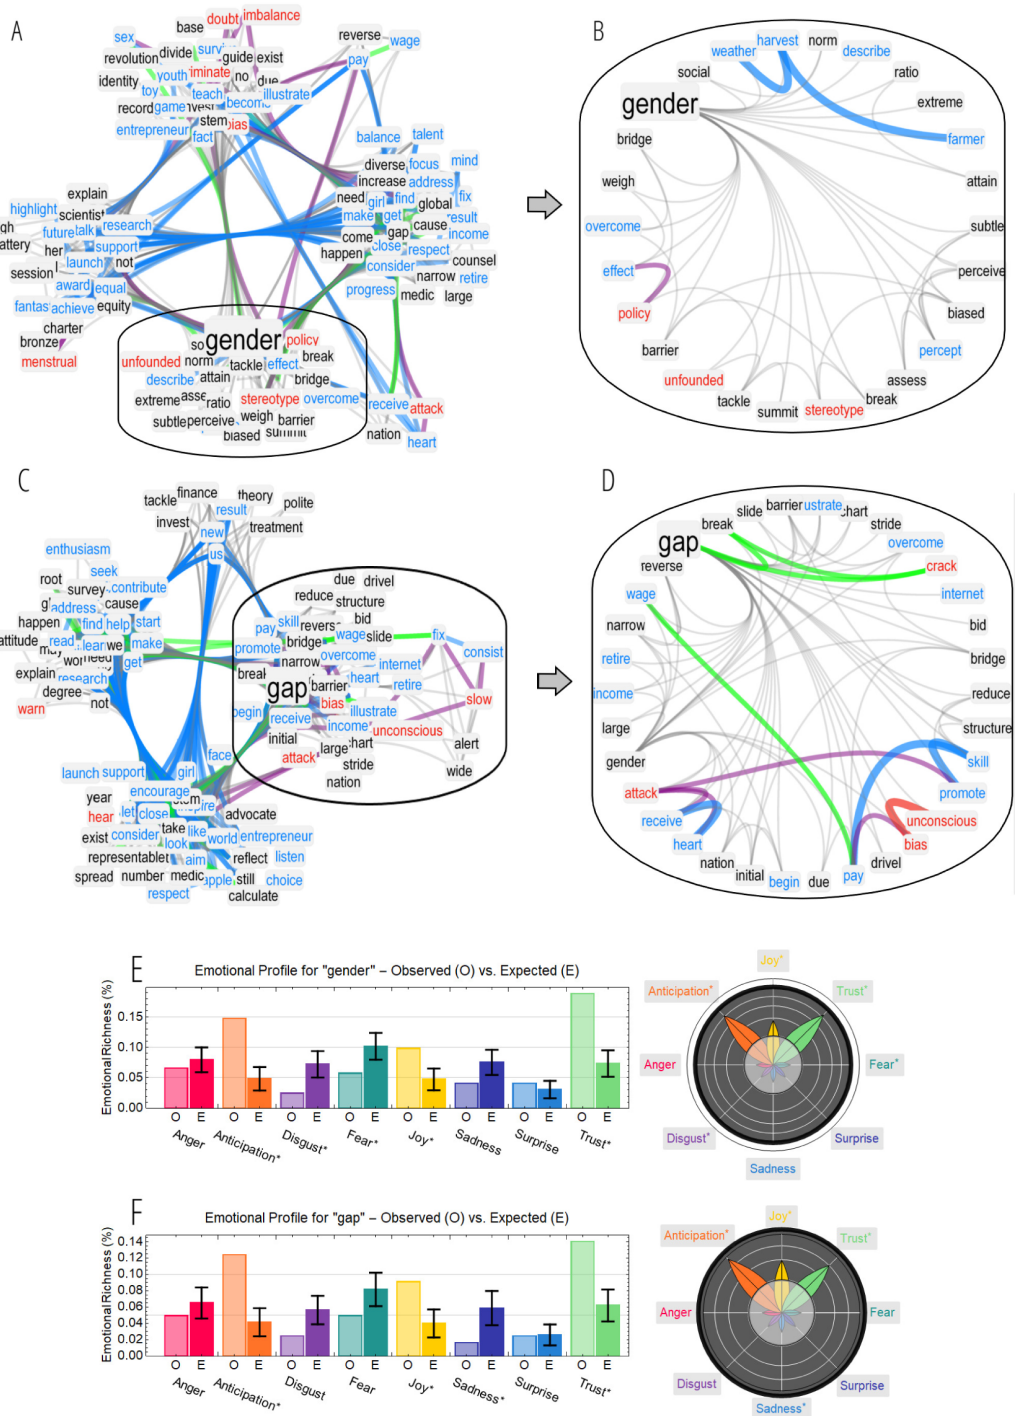 A
doubt imbalance
base
sex
reverse
wage
revolution divide
guide exist
pay
identity
youth
no
due
toy
teach
illustrate
record game
become
stem bias
entrepreneur fact
balance talent
diverse focus mind
increase address
explain
need girl find global fix
highlight scientist
make get
result
future talk research
gap cause income
come
her support
close respect
happen
launch not
consider counsel
session
narrow retire
award equal
progress medic large
achieve equity
charter
bronze
gender policy
menstrual
unfounded norm tackle effect break
describe attain bridge
extreme ratio stereotype overcome
receive attack
subtle perceive weigh barrier
biased summit
nation heart
B
harvest norm
weather describe
social ratio
gender extreme
bridge farmer
weigh attain
overcome subtle
effect perceive
policy biased
barrier percept
unfounded assess
tackle break
summit stereotype
C
finance theory
tackle result polite
invest
new treatment
enthusiasm us
seek
root survey contribute
address cause
happen find help start
attitude read we make
get
explain research
degree not
warn
due drivel
reduce structure
skill bid
pay reverse
bridge wage slide fix
promote
narrow overcome consist
internet
heart
gap barrier retire
slow
bias
begin receive illustrate
income unconscious
initial large chart alert
attack stride
nation wide
face
launch support girl
encourage
year stem
hear let close advocate
take like
exist consider look world entrepreneur
representable aim reflect listen
spread number medic still choice
respect calculate
D
barrier
slide chart
break stride
gap overcome
reverse crack
wage internet
narrow bid
retire bridge
income reduce
large structure
gender skill
attack promote
receive unconscious
heart bias
nation drivel
initial begin due pay
E
Emotional Profile for "gender" – Observed (O) vs. Expected (E)
Emotional Richness (%)
0.15
0.10
0.05
0.00
O E O E O E O E O E O E O E O E
Anger Anticipation* Disgust* Fear* Joy* Sadness Surprise Trust*
Joy*
Anticipation* Trust*
Anger Fear*
Disgust* Surprise
Sadness
F
Emotional Profile for "gap" – Observed (O) vs. Expected (E)
Emotional Richness (%)
0.14
0.10
0.08
0.06
0.04
0.02
0.00
O E O E O E O E O E O E O E O E
Anger Anticipation* Disgust Fear Joy* Sadness* Surprise Trust*
Joy*
Anticipation* Trust*
Anger Fear
Disgust Surprise
Sadness*